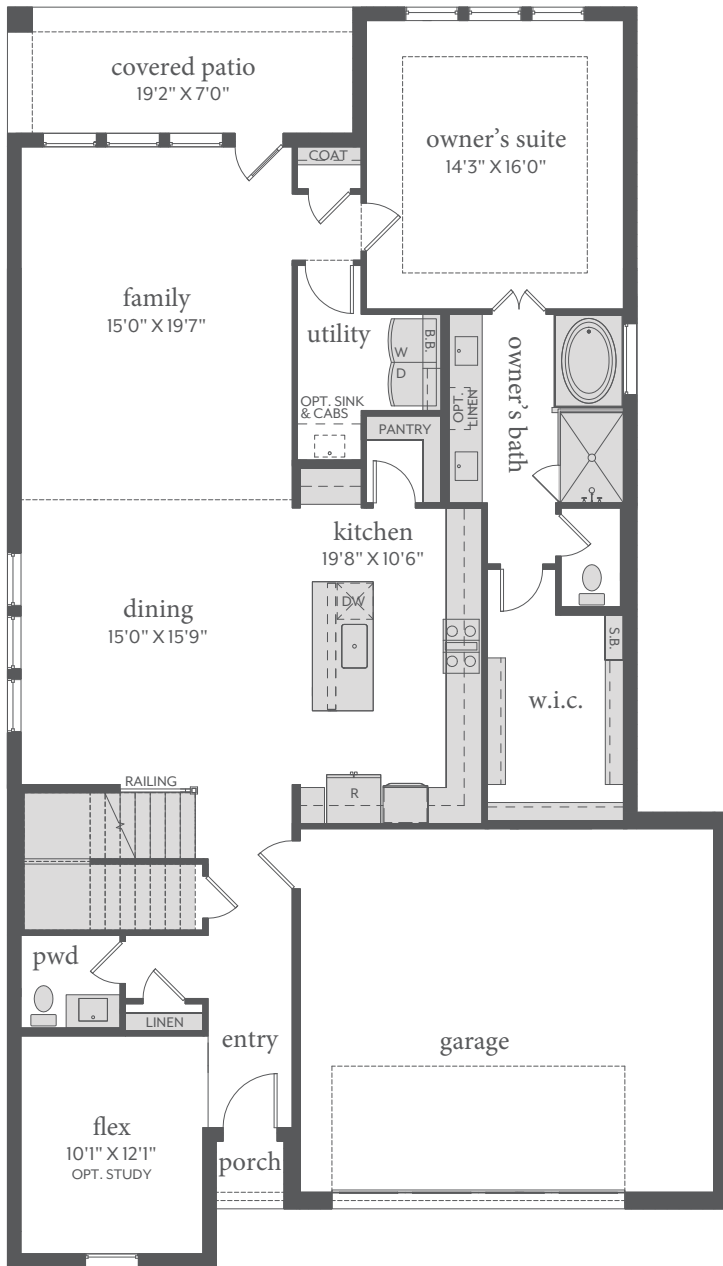 covered patio
19'2" X 7'0"
owner's suite
14'3" X 16'0"
COAT
family
15'0" X 19'7"
utility
W
D
B.B.
OPT. SINK
& CABS
PANTRY
OPT.
LINEN
owner's bath
kitchen
19'8" X 10'6"
DW
dining
15'0" X 15'9"
S.B.
w.i.c.
RAILING
R
pwd
LINEN
entry
garage
flex
10'1" X 12'1"
OPT. STUDY
porch